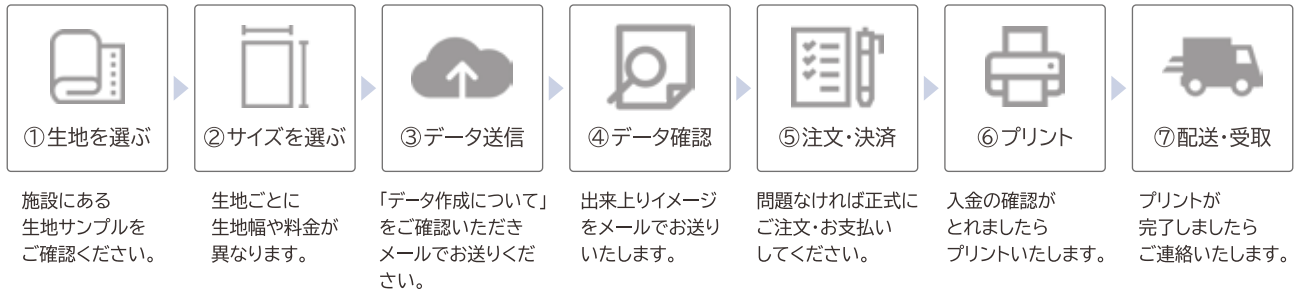 ①生地を選ぶ
施設にある
生地サンプルを
ご確認ください。
②サイズを選ぶ
生地ごとに
生地幅や料金が
異なります。
③データ送信
「データ作成について」
をご確認いただき
メールでお送りくだ
さい。
④データ確認
出来上りイメージ
をメールでお送り
いたします。
⑤注文・決済
問題なければ正式に
ご注文・お支払い
してください。
⑥プリント
入金の確認が
とれましたら
プリントいたします。
⑦配送・受取
プリントが
完了しましたら
ご連絡いたします。